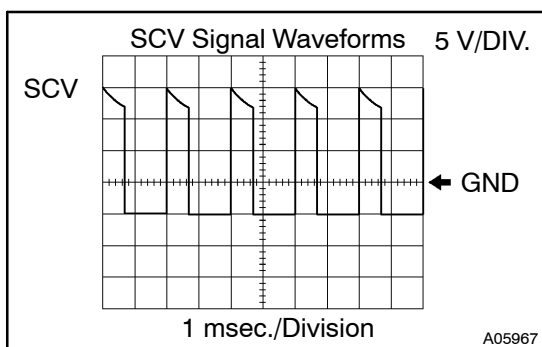 SCV Signal Waveforms 5 V/DIV.
SCV
GND
1 msec./Division
A05967